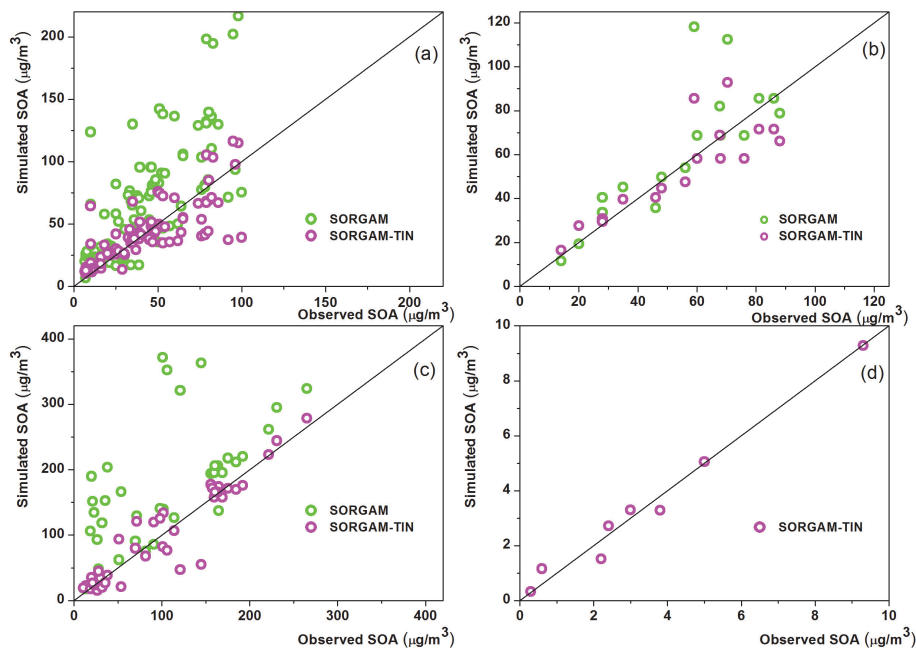 200
150
100
50
0
Simulated SOA (μg/m³)
(a)
SORGAM
SORGAM-TIN
0
50
100
150
200
Observed SOA (μg/m³)
120
100
80
60
40
20
0
Simulated SOA (μg/m³)
(b)
SORGAM
SORGAM-TIN
0
20
40
60
80
100
120
Observed SOA (μg/m³)
400
300
200
100
0
Simulated SOA (μg/m³)
(c)
SORGAM
SORGAM-TIN
0
100
200
300
400
Observed SOA (μg/m³)
10
8
6
4
2
0
Simulated SOA (μg/m³)
(d)
SORGAM-TIN
0
2
4
6
8
10
Observed SOA (μg/m³)